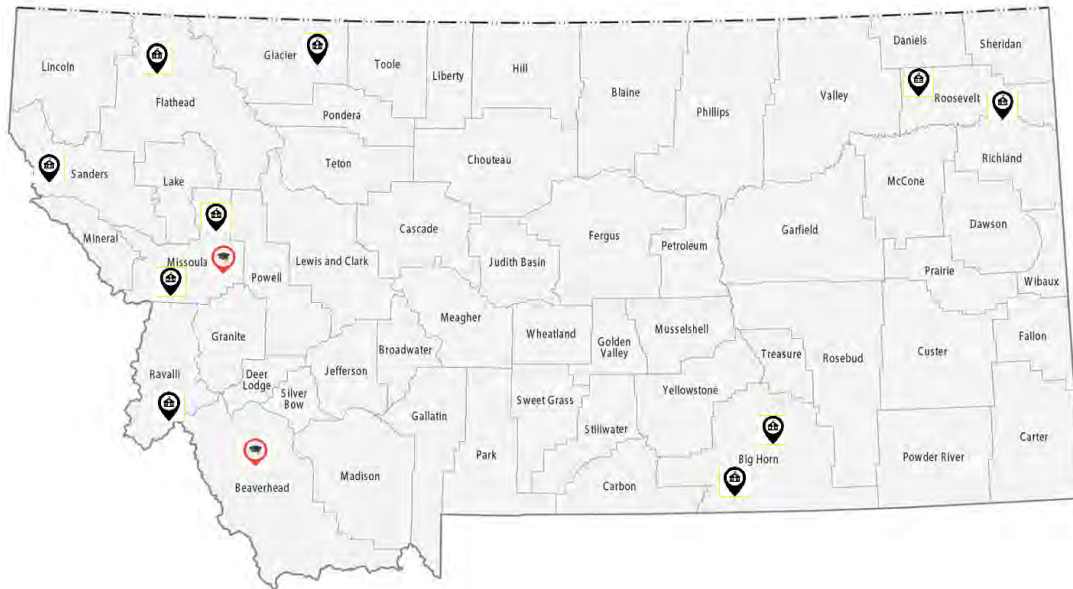 Daniels
Sheridan
Glacier
Lincoln
Toole
Hill
Liberty
Blaine
Valley
Roosevelt
Flathead
Phillips
Pondera
Richland
Teton
Chouteau
Sanders
Lake
McCone
Dawson
Cascade
Garfield
Mineral
Fergus
Petroleum
Missoula
Lewis and Clark
Judith Basin
Powell
Prairie
Wibaux
Meagher
Wheatland
Musselshell
Granite
Golden
Valley
Fallon
Broadwater
Treasure
Rosebud
Custer
Jefferson
Ravalli
Deer
Lodge
Silver
Bow
Yellowstone
Sweet Grass
Gallatin
Stillwater
Carter
Park
Big Horn
Powder River
Madison
Beaverhead
Carbon